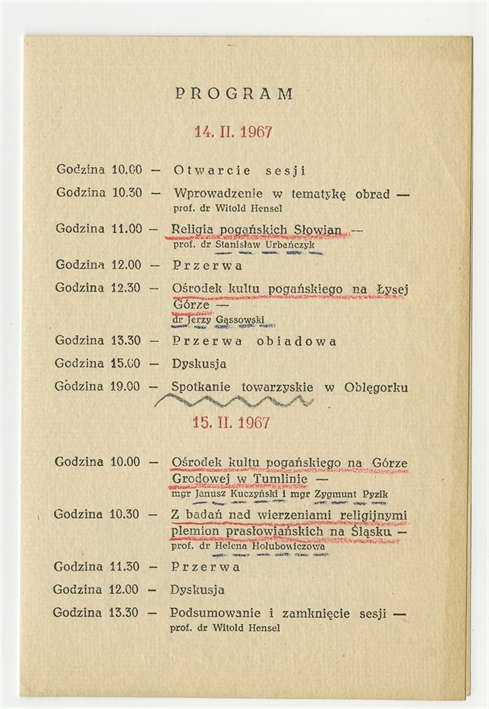 PROGRAM
14. II. 1967
Godzina 10.00 — Otwarcie sesji
Godzina 10.30 — Wprowadzenie w tematykę obrad —
prof. dr Witold Hensel
Godzina 11.00 — Religia pogańskich Słowian —
prof. dr Stanisław Urbańczyk
Godzina 12.00 — Przerwa
Godzina 12.30 — Ośrodek kultu pogańskiego na Łysej
Górze —
dr Jerzy Gąssowski
Godzina 13.30 — Przerwa obiadowa
Godzina 15.00 — Dyskusja
Godzina 19.00 — Spotkanie towarzyskie w Oblęgorku
15. II. 1967
Godzina 10.00 — Ośrodek kultu pogańskiego na Górze
Grodowej w Tumlinie —
mgr Janusz Kuczyński i mgr Zygmunt Pyzik
Godzina 10.30 — Z badań nad wierzeniami religijnymi
plemion prasłowiańskich na Śląsku —
prof. dr Helena Hołubowiczowa
Godzina 11.30 — Przerwa
Godzina 12.00 — Dyskusja
Godzina 13.30 — Podsumowanie i zamknięcie sesji —
prof. dr Witold Hensel